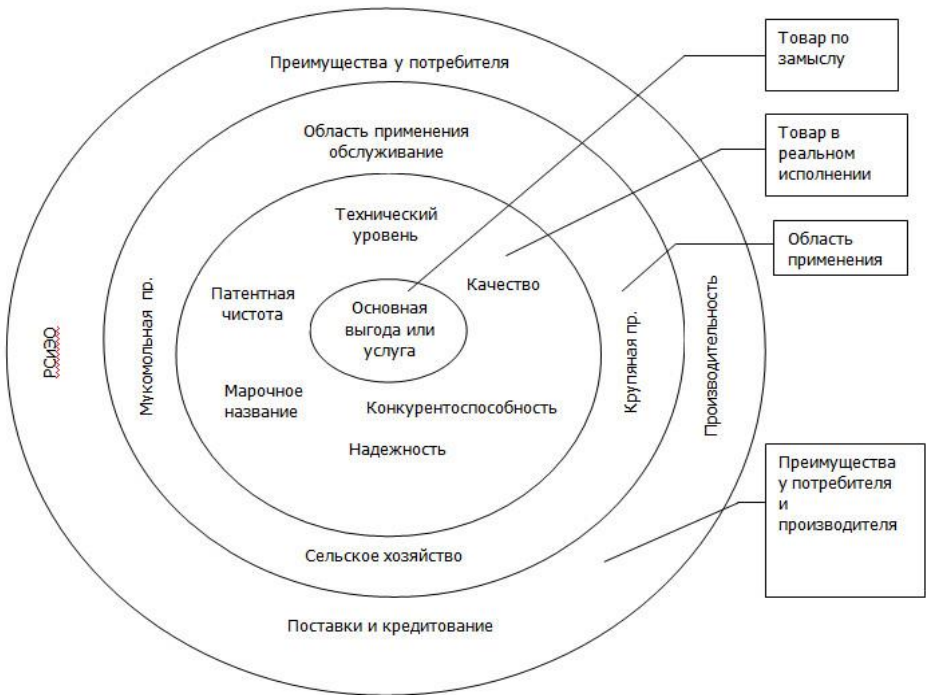 Преимущества у потребителя
Область применения
обслуживание
Технический
уровень
Качество
Патентная
чистота
Основная
выгода или
услуга
Марочное
название
Конкурентоспособность
Надежность
Мукомольная пр.
Крупяная пр.
РСиЭО
Производительность
Сельское хозяйство
Поставки и кредитование
Товар по
замыслу
Товар в
реальном
исполнении
Область
применения
Преимущества
у потребителя
и
производителя